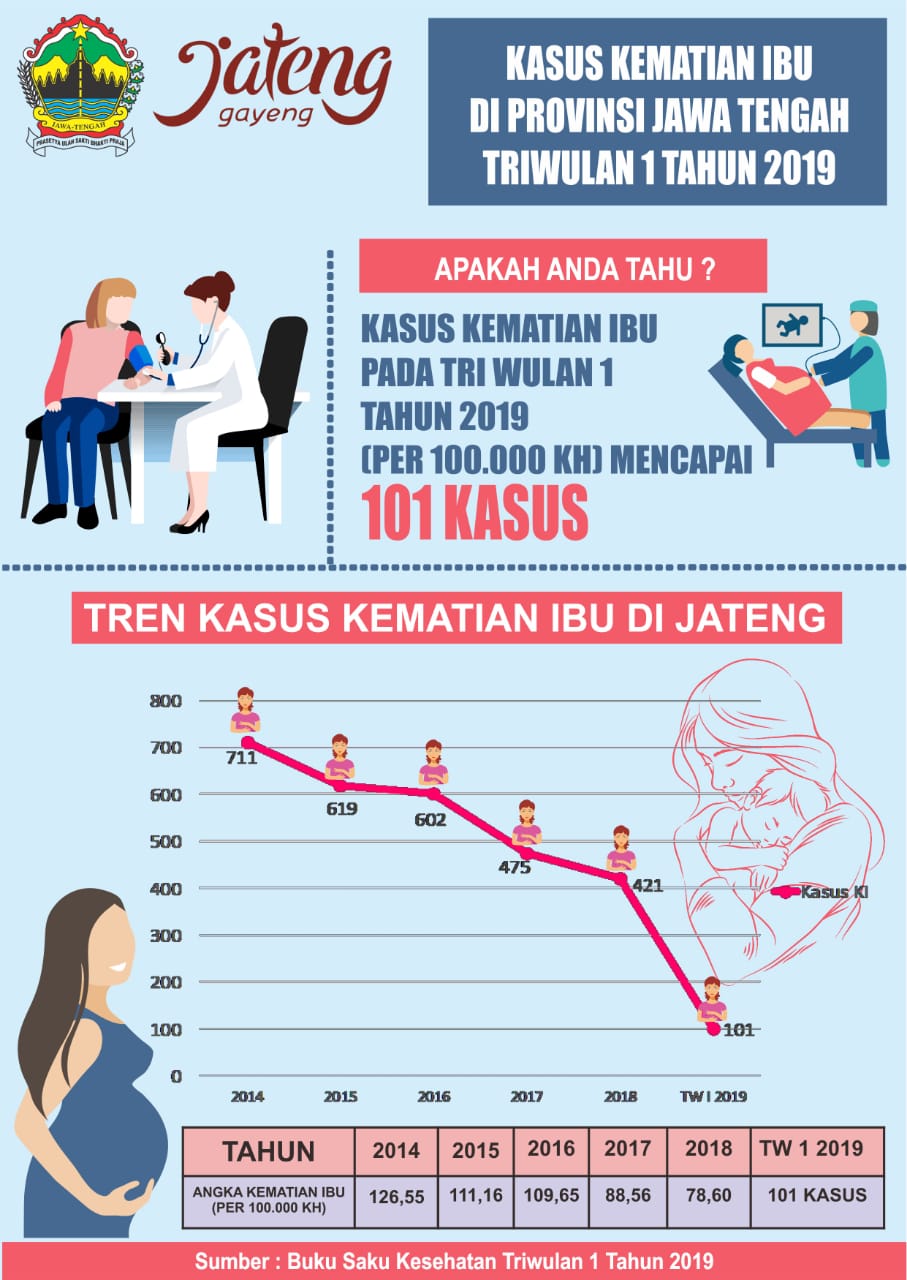 JAWA-TENGAH
PRASETYA ULAH SAKTI BHAKTI PRAJA
jateng
gayeng
KASUS KEMATIAN IBU
DI PROVINSI JAWA TENGAH
TRIWULAN 1 TAHUN 2019
APAKAH ANDA TAHU ?
KASUS KEMATIAN IBU
PADA TRI WULAN 1
TAHUN 2019
(PER 100.000 KH) MENCAPAI
101 KASUS
TREN KASUS KEMATIAN IBU DI JATENG
800
700
600
500
400
300
200
100
0
711
619
602
475
421
101
Kasus KI
2014 2015 2016 2017 2018 TW I 2019
TAHUN 2014 2015 2016 2017 2018 TW 1 2019
ANGKA KEMATIAN IBU
(PER 100.000 KH) 126,55 111,16 109,65 88,56 78,60 101 KASUS
Sumber : Buku Saku Kesehatan Triwulan 1 Tahun 2019